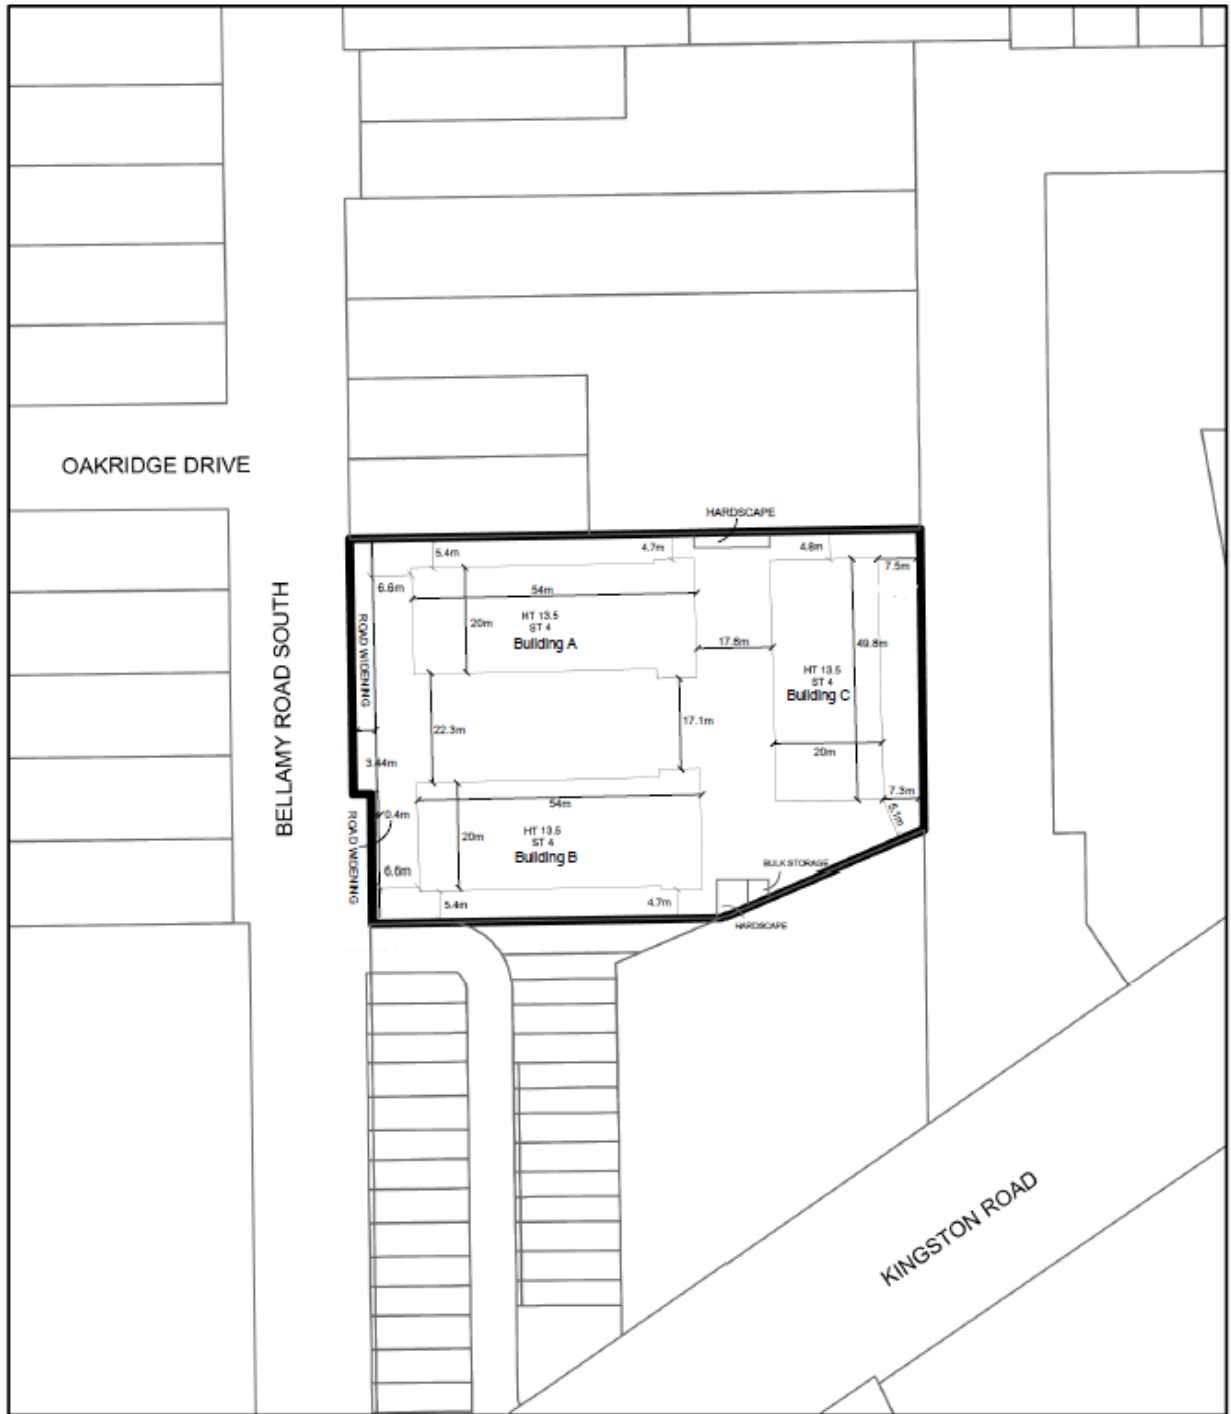 OAKRIDGE DRIVE
HARDSCAPE
5.4m
4.7m
4.8m
7.5m
6.6m
54m
HT 13.5
ST 4
Building A
20m
ROAD WIDENING
BELLAMY ROAD SOUTH
17.8m
49.8m
HT 13.5
ST 4
Building C
22.3m
17.1m
20m
3.44m
7.3m
5.1m
0.4m
ROAD WIDENING
54m
HT 13.5
ST 4
Building B
20m
6.6m
BULK STORAGE
5.4m
4.7m
HARDSCAPE
KINGSTON ROAD